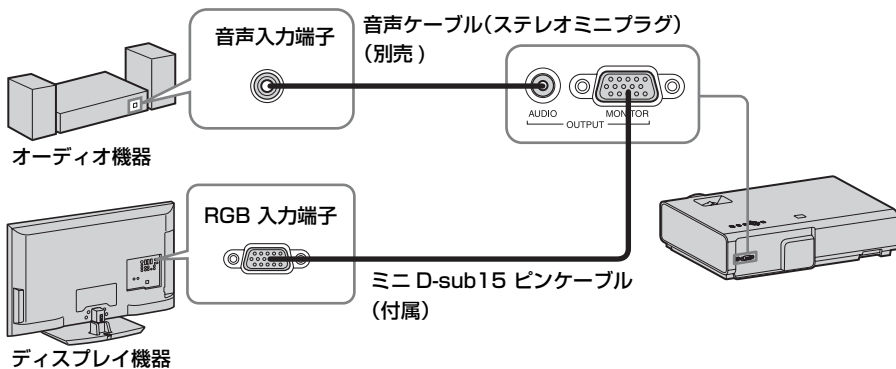 音声入力端子
音声ケーブル(ステレオミニプラグ)
(別売 )
AUDIO
MONITOR
OUTPUT
オーディオ機器
RGB 入力端子
ミニ D-sub15 ピンケーブル
(付属)
ディスプレイ機器